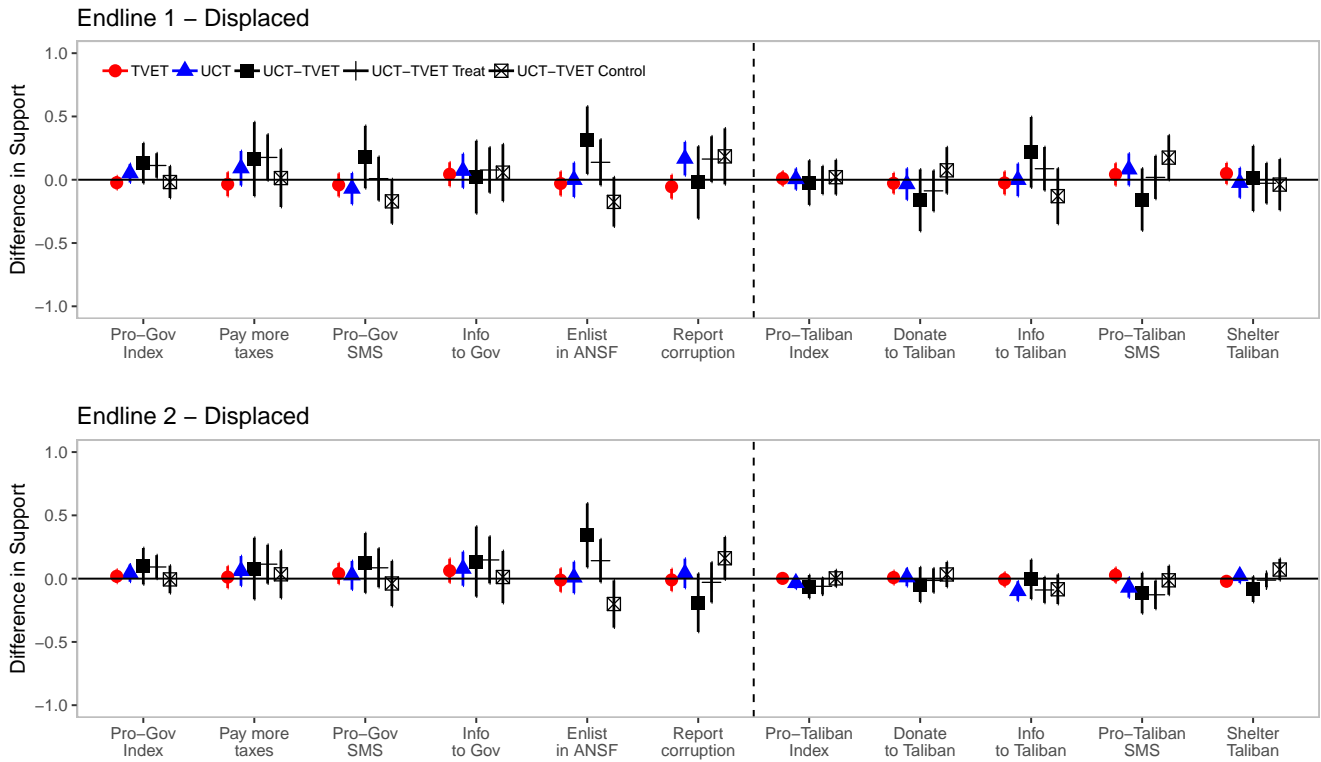 Endline 1 – Displaced
Difference in Support
1.0
0.5
0.0
−0.5
−1.0
TVET UCT UCT−TVET UCT−TVET Treat UCT−TVET Control
Pro−Gov Index
Pay more taxes
Pro−Gov SMS
Info to Gov
Enlist in ANSF
Report corruption
Pro−Taliban Index
Donate to Taliban
Info to Taliban
Pro−Taliban SMS
Shelter Taliban
Endline 2 – Displaced
Difference in Support
1.0
0.5
0.0
−0.5
−1.0
Pro−Gov Index
Pay more taxes
Pro−Gov SMS
Info to Gov
Enlist in ANSF
Report corruption
Pro−Taliban Index
Donate to Taliban
Info to Taliban
Pro−Taliban SMS
Shelter Taliban